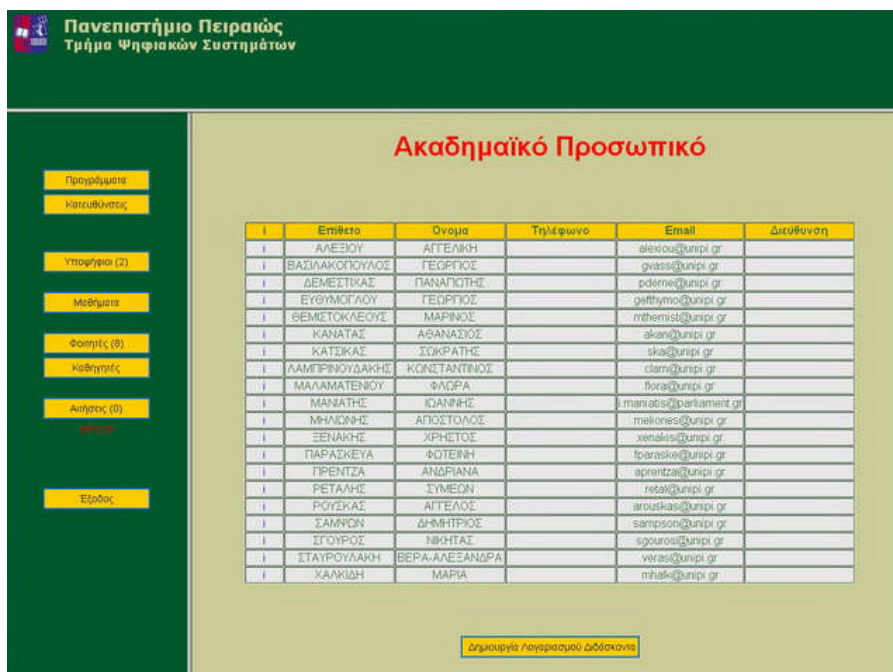 Πανεπιστήμιο Πειραιώς
Τμήμα Ψηφιακών Συστημάτων
Ακαδημαϊκό Προσωπικό
Προγράμματα
Κατευθύνσεις
Υποψήφιοι (2)
Μαθήματα
Φοιτητές (8)
Καθηγητές
Αιτήσεις (0)
Έξοδος
i Επίθετο Όνομα Τηλέφωνο Email Διεύθυνση
i ΑΛΕΞΙΟΥ ΑΓΓΕΛΙΚΗ alexiou@unipi.gr
i ΒΑΣΙΛΑΚΟΠΟΥΛΟΣ ΓΕΩΡΓΙΟΣ gvass@unipi.gr
i ΔΕΜΕΣΤΙΧΑΣ ΠΑΝΑΓΙΩΤΗΣ pdeme@unipi.gr
i ΕΥΘΥΜΟΓΛΟΥ ΓΕΩΡΓΙΟΣ gefthymo@unipi.gr
i ΘΕΜΙΣΤΟΚΛΕΟΥΣ ΜΑΡΙΝΟΣ mthemist@unipi.gr
i ΚΑΝΑΤΑΣ ΑΘΑΝΑΣΙΟΣ akan@unipi.gr
i ΚΑΤΣΙΚΑΣ ΣΩΚΡΑΤΗΣ ska@unipi.gr
i ΛΑΜΠΡΙΝΟΥΔΑΚΗΣ ΚΩΝΣΤΑΝΤΙΝΟΣ clam@unipi.gr
i ΜΑΛΑΜΑΤΕΝΙΟΥ ΦΛΩΡΑ flora@unipi.gr
i ΜΑΝΙΑΤΗΣ ΙΩΑΝΝΗΣ i.maniatis@parliament.gr
i ΜΗΛΙΩΝΗΣ ΑΠΟΣΤΟΛΟΣ meliones@unipi.gr
i ΞΕΝΑΚΗΣ ΧΡΗΣΤΟΣ xenakis@unipi.gr
i ΠΑΡΑΣΚΕΥΑ ΦΩΤΕΙΝΗ fparaske@unipi.gr
i ΠΡΕΝΤΖΑ ΑΝΔΡΙΑΝΑ aprentza@unipi.gr
i ΡΕΤΑΛΗΣ ΣΥΜΕΩΝ retal@unipi.gr
i ΡΟΥΣΚΑΣ ΑΓΓΕΛΟΣ arouskas@unipi.gr
i ΣΑΜΨΩΝ ΔΗΜΗΤΡΙΟΣ sampson@unipi.gr
i ΣΓΟΥΡΟΣ ΝΙΚΗΤΑΣ sgouros@unipi.gr
i ΣΤΑΥΡΟΥΛΑΚΗ ΒΕΡΑ-ΑΛΕΞΑΝΔΡΑ veras@unipi.gr
i ΧΑΛΚΙΔΗ ΜΑΡΙΑ mhalk@unipi.gr
Δημιουργία Λογαριασμού Διδάσκοντα